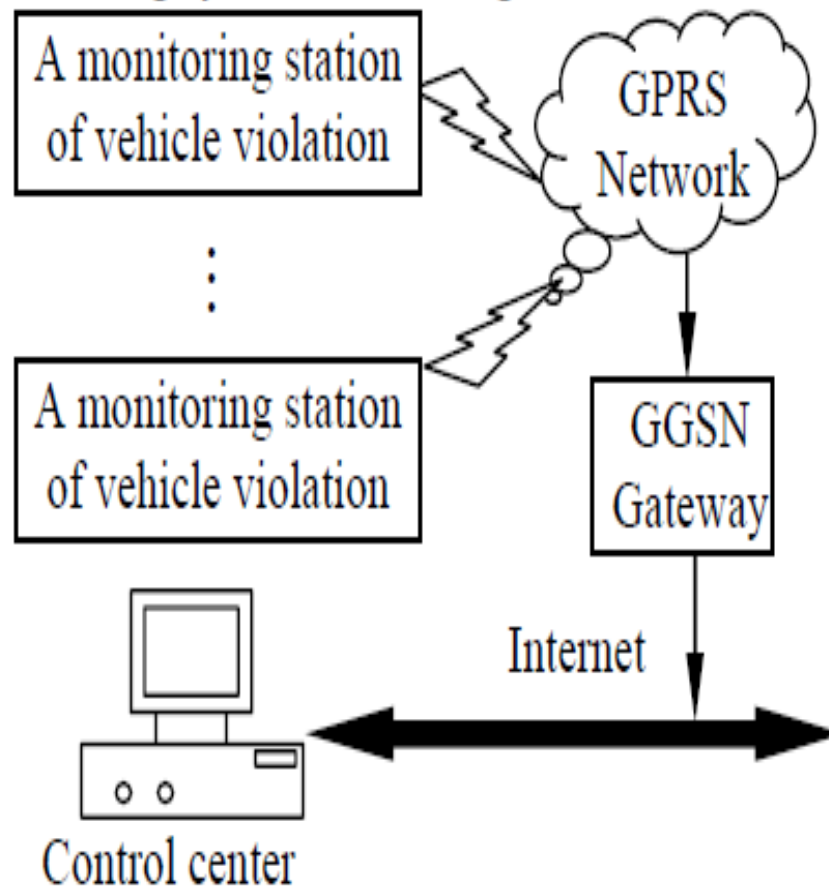 A monitoring station
of vehicle violation
GPRS
Network
A monitoring station
of vehicle violation
GGSN
Gateway
Internet
Control center